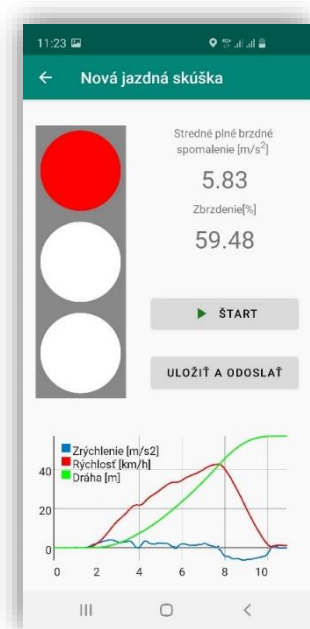 11:23
Nová jazdná skúška
Stredné plné brzdné
spomalenie [m/s²]
5.83
Zbrzdenie[%]
59.48
ŠTART
ULOŽIŤ A ODOSLAŤ
Zrýchlenie [m/s2]
Rýchlosť [km/h]
Dráha [m]
40
20
0
0 2 4 6 8 10